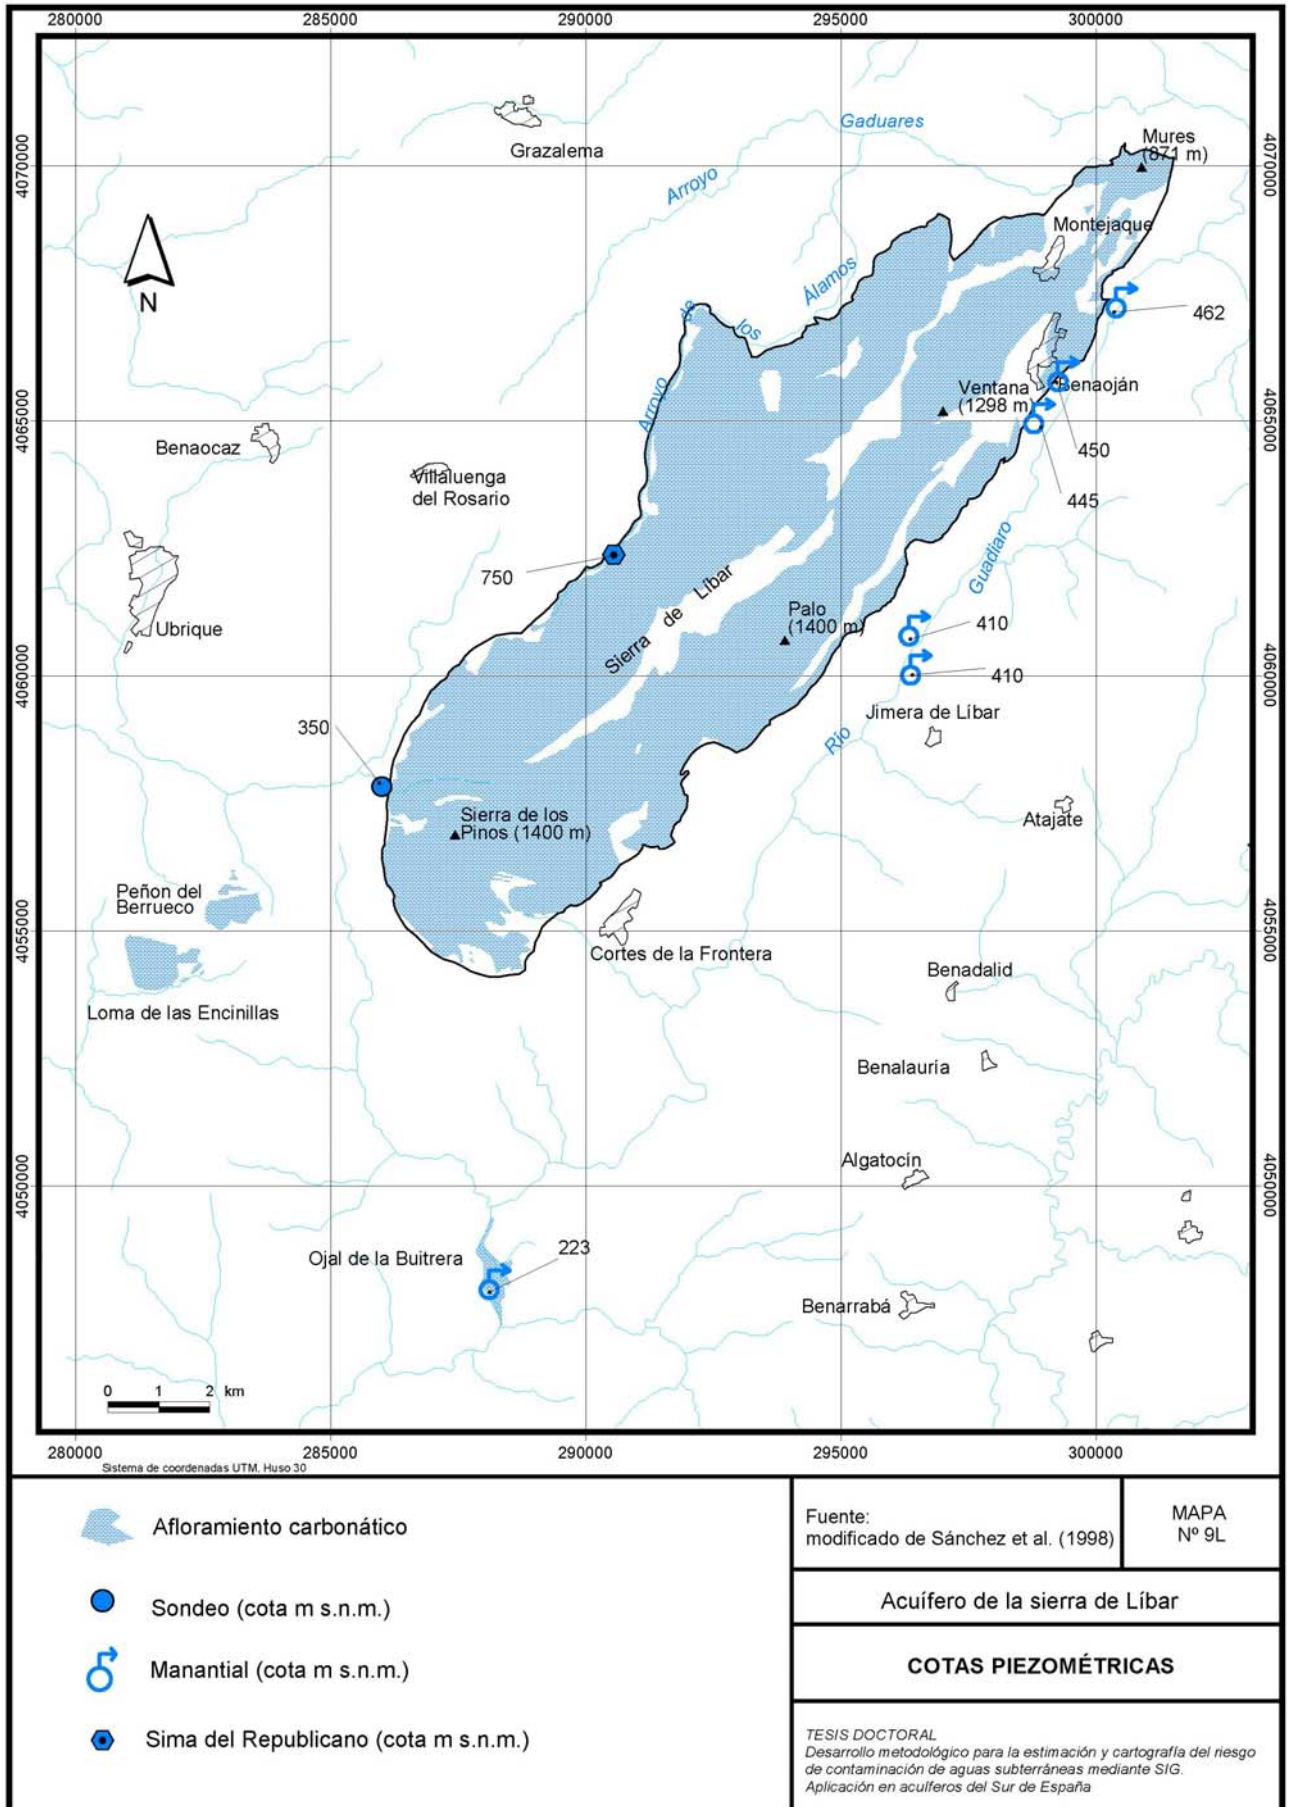 280000
285000
290000
295000
300000
4070000
4070000
4065000
4065000
4060000
4060000
4055000
4055000
4050000
4050000
Grazalema
Arroyo
Gaduares
Mures
(871 m)
Montejaque
N
Arroyo
de
los
Álamos
462
Ventana
(1298 m)
Benaoján
450
445
Benaocaz
Villaluenga
del Rosario
750
Ubrique
Sierra de Líbar
Palo
(1400 m)
Guadiaro
410
410
Jimera de Líbar
Rio
350
Sierra de los
Pinos (1400 m)
Atajate
Peñon del
Berrueco
Cortes de la Frontera
Benadalid
Loma de las Encinillas
Benalauría
Algatocín
Ojal de la Buitrera
223
Benarrabá
0 1 2 km
280000
285000
290000
295000
300000
Sistema de coordenadas UTM. Huso 30
Afloramiento carbonático
Sondeo (cota m s.n.m.)
Manantial (cota m s.n.m.)
Sima del Republicano (cota m s.n.m.)
Fuente:
modificado de Sánchez et al. (1998)
MAPA
Nº 9L
Acuífero de la sierra de Líbar
COTAS PIEZOMÉTRICAS
TESIS DOCTORAL
Desarrollo metodológico para la estimación y cartografía del riesgo
de contaminación de aguas subterráneas mediante SIG.
Aplicación en acuíferos del Sur de España